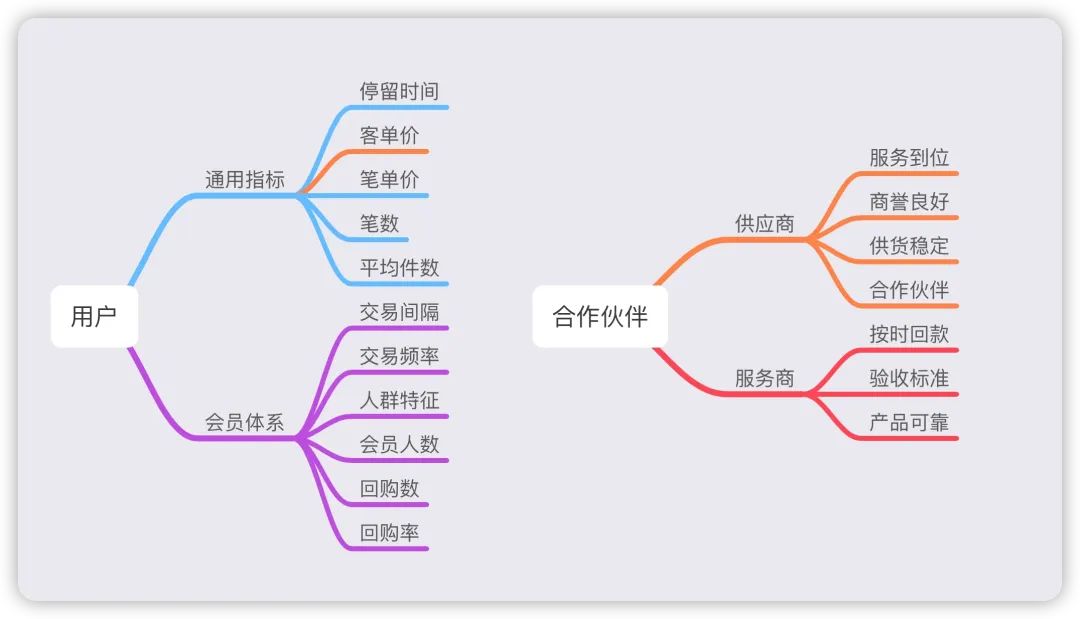 用户
通用指标
停留时间
客单价
笔单价
笔数
平均件数
会员体系
交易间隔
交易频率
人群特征
会员人数
回购数
回购率
合作伙伴
供应商
服务到位
商誉良好
供货稳定
合作伙伴
服务商
按时回款
验收标准
产品可靠